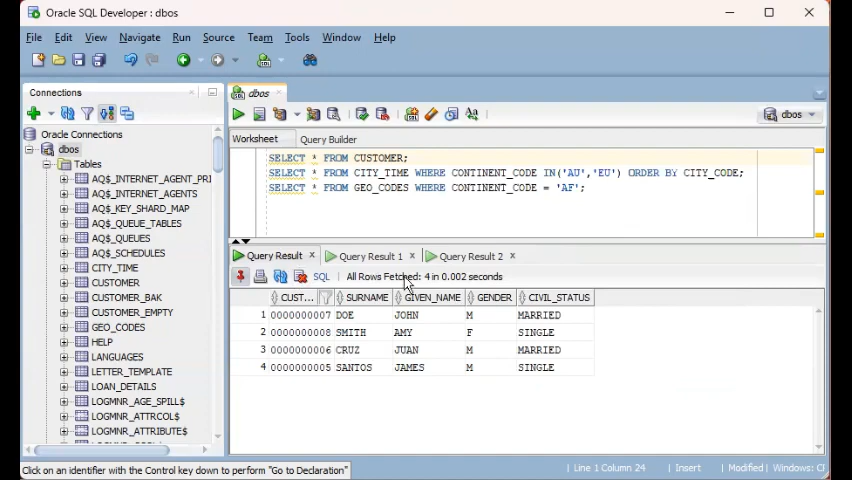 Oracle SQL Developer : dbos
File Edit View Navigate Run Source Team Tools Window Help
Connections
dbos
Oracle Connections
dbos
Tables
AQ$_INTERNET_AGENT_PRI
AQ$_INTERNET_AGENTS
AQ$_KEY_SHARD_MAP
AQ$_QUEUE_TABLES
AQ$_QUEUES
AQ$_SCHEDULES
CITY_TIME
CUSTOMER
CUSTOMER_BAK
CUSTOMER_EMPTY
GEO_CODES
HELP
LANGUAGES
LETTER_TEMPLATE
LOAN_DETAILS
LOGMNR_AGE_SPILL$
LOGMNR_ATTRCOL$
LOGMNR_ATTRIBUTE$
dbos
Worksheet Query Builder
SELECT * FROM CUSTOMER;
SELECT * FROM CITY_TIME WHERE CONTINENT_CODE IN('AU','EU') ORDER BY CITY_CODE;
SELECT * FROM GEO_CODES WHERE CONTINENT_CODE = 'AF';
Query Result × Query Result 1 × Query Result 2 ×
SQL | All Rows Fetched: 4 in 0.002 seconds
CUST... SURNAME GIVEN_NAME GENDER CIVIL_STATUS
1 0000000007 DOE JOHN M MARRIED
2 0000000008 SMITH AMY F SINGLE
3 0000000006 CRUZ JUAN M MARRIED
4 0000000005 SANTOS JAMES M SINGLE
Click on an identifier with the Control key down to perform "Go to Declaration"
Line 1 Column 24 | Insert | Modified | Windows: CF